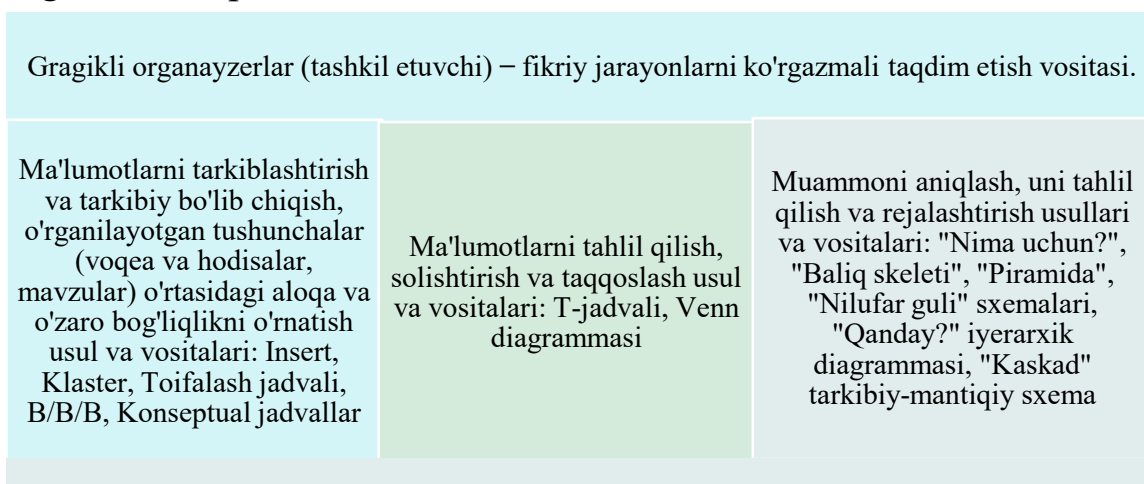 Gragikli organayzerlar (tashkil etuvchi) − fikriy jarayonlarni ko'rgazmali taqdim etish vositasi.
Ma'lumotlarni tarkiblashtirish
va tarkibiy bo'lib chiqish,
o'rganilayotgan tushunchalar
(voqea va hodisalar,
mavzular) o'rtasidagi aloqa va
o'zaro bog'liqlikni o'rnatish
usul va vositalari: Insert,
Klaster, Toifalash jadvali,
B/B/B, Konseptual jadvallar
Ma'lumotlarni tahlil qilish,
solishtirish va taqqoslash usul
va vositalari: T-jadvali, Venn
diagrammasi
Muammoni aniqlash, uni tahlil
qilish va rejalashtirish usullari
va vositalari: "Nima uchun?",
"Baliq skeleti", "Piramida",
"Nilufar guli" sxemalari,
"Qanday?" iyerarxik
diagrammasi, "Kaskad"
tarkibiy-mantiqiy sxema